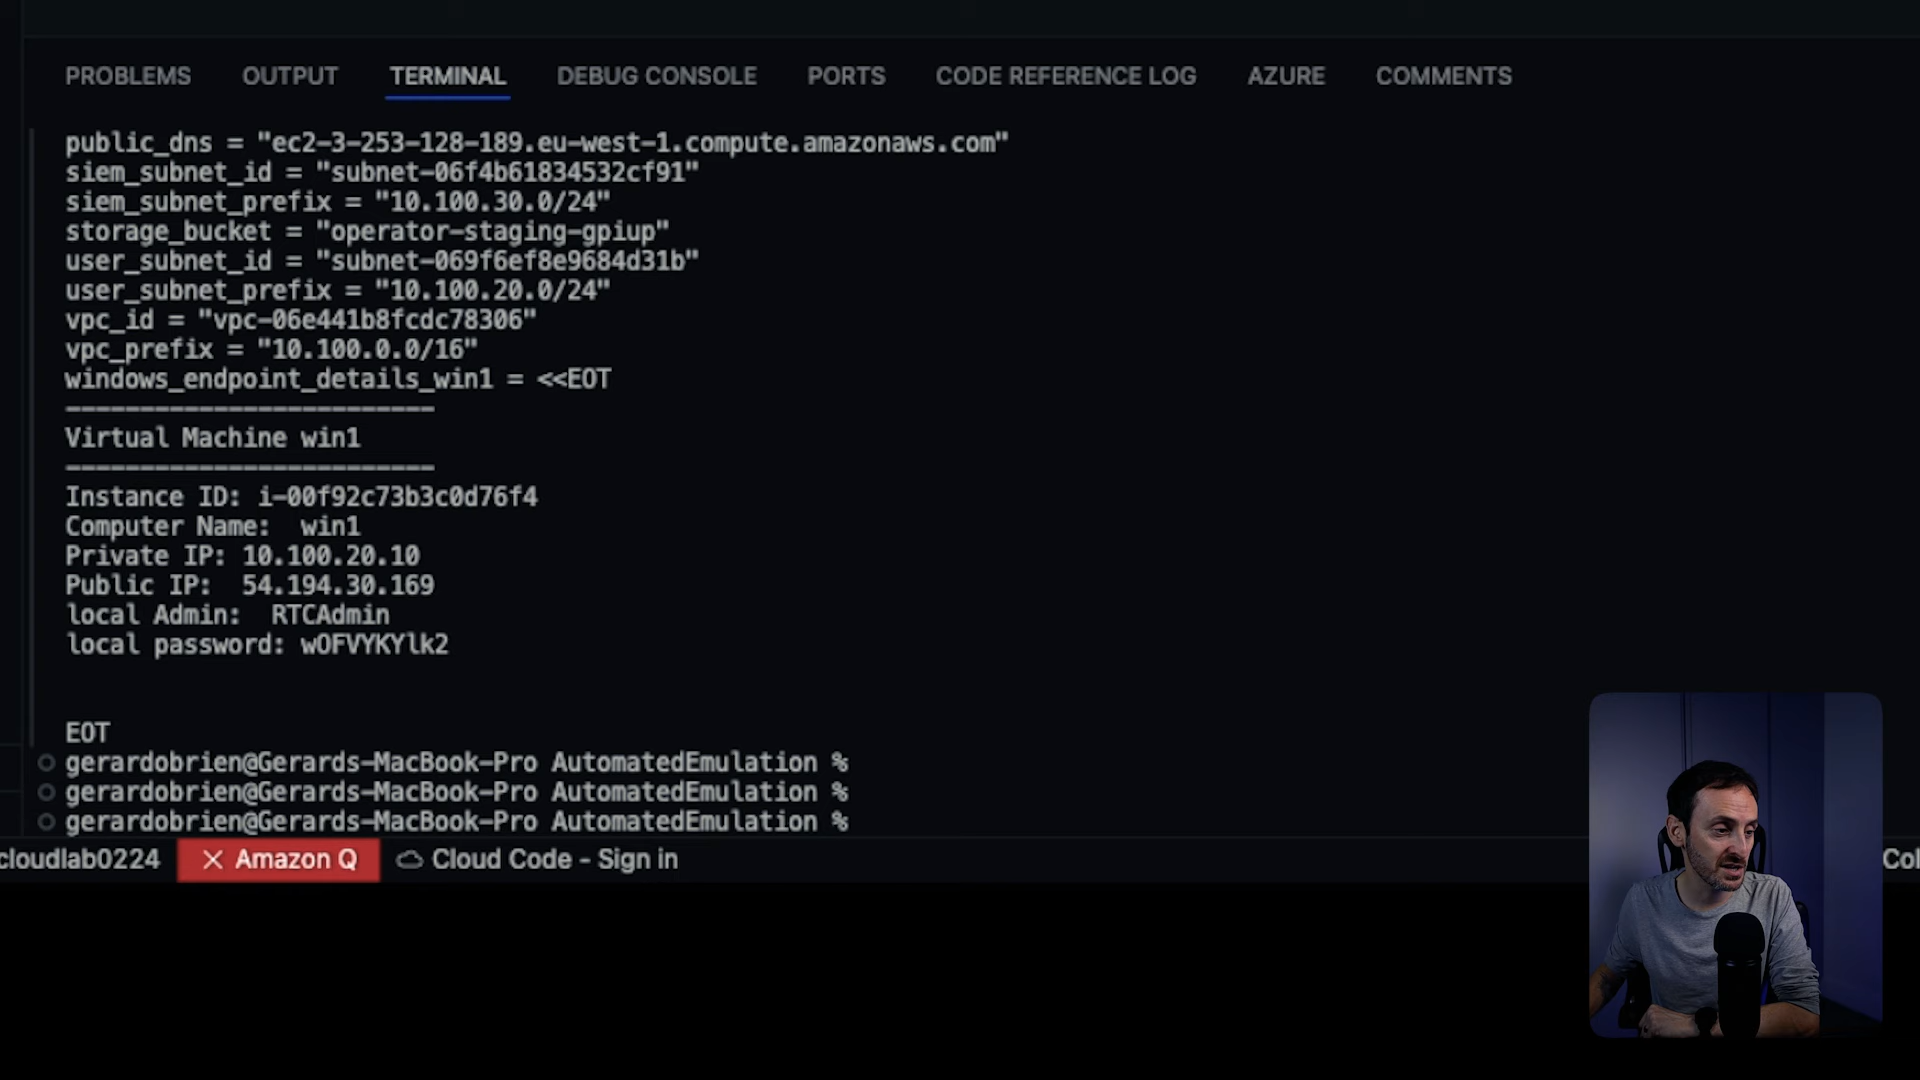 PROBLEMS OUTPUT TERMINAL DEBUG CONSOLE PORTS CODE REFERENCE LOG AZURE COMMENTS
public_dns = "ec2-3-253-128-189.eu-west-1.compute.amazonaws.com"
siem_subnet_id = "subnet-06f4b61834532cf91"
siem_subnet_prefix = "10.100.30.0/24"
storage_bucket = "operator-staging-gpiup"
user_subnet_id = "subnet-069f6ef8e9684d31b"
user_subnet_prefix = "10.100.20.0/24"
vpc_id = "vpc-06e441b8fcdc78306"
vpc_prefix = "10.100.0.0/16"
windows_endpoint_details_win1 = <<EOT
-------------------------
Virtual Machine win1
-------------------------
Instance ID: i-00f92c73b3c0d76f4
Computer Name:  win1
Private IP: 10.100.20.10
Public IP:  54.194.30.169
local Admin:  RTCAdmin
local password: wOFVYKYlk2
EOT
gerardobrien@Gerards-MacBook-Pro AutomatedEmulation %
gerardobrien@Gerards-MacBook-Pro AutomatedEmulation %
gerardobrien@Gerards-MacBook-Pro AutomatedEmulation %
cloudlab0224 Amazon Q Cloud Code - Sign in Col